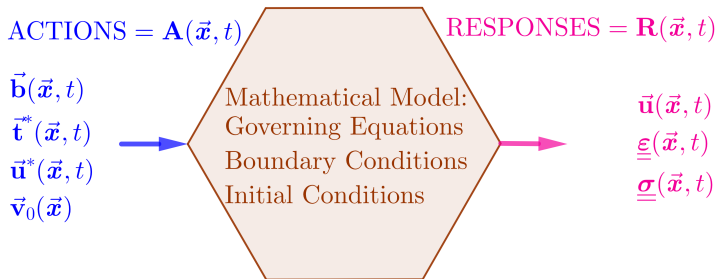 ACTIONS = 𝐀(𝒙⃗, t)
RESPONSES = 𝐑(𝒙⃗, t)
𝐛⃗(𝒙⃗, t)
𝐭⃗*(𝒙⃗, t)
𝐮⃗*(𝒙⃗, t)
𝐯⃗₀(𝒙⃗)
Mathematical Model:
Governing Equations
Boundary Conditions
Initial Conditions
𝐮⃗(𝒙⃗, t)
𝜺̳(𝒙⃗, t)
𝝈̳(𝒙⃗, t)